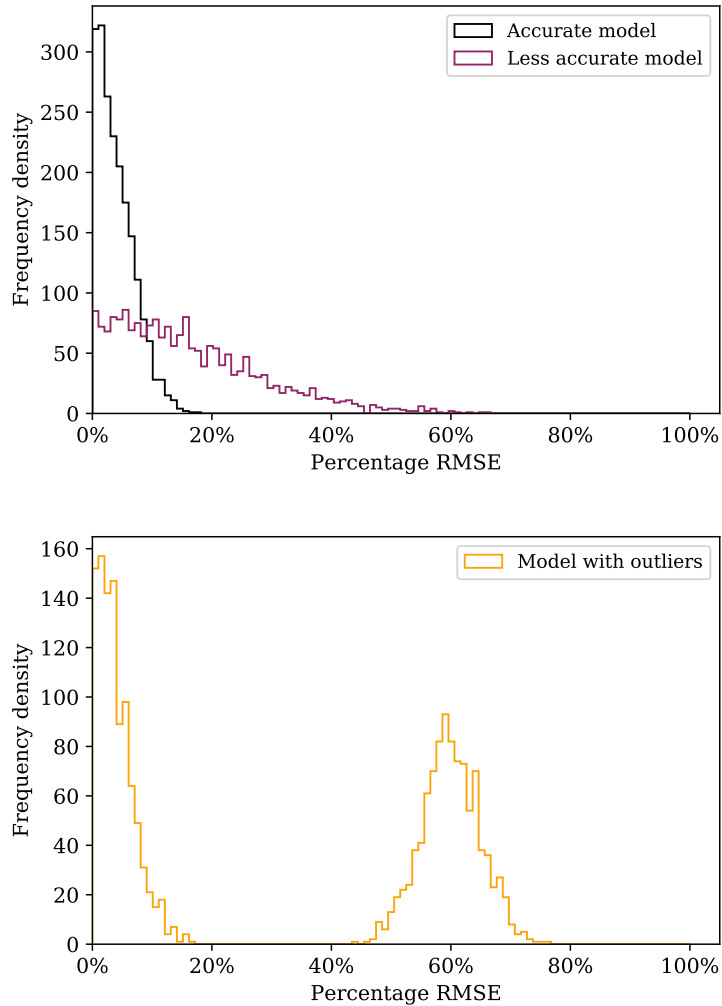 Accurate model
Less accurate model
Frequency density
300
250
200
150
100
50
0
0% 20% 40% 60% 80% 100%
Percentage RMSE
Model with outliers
Frequency density
160
140
120
100
80
60
40
20
0
0% 20% 40% 60% 80% 100%
Percentage RMSE